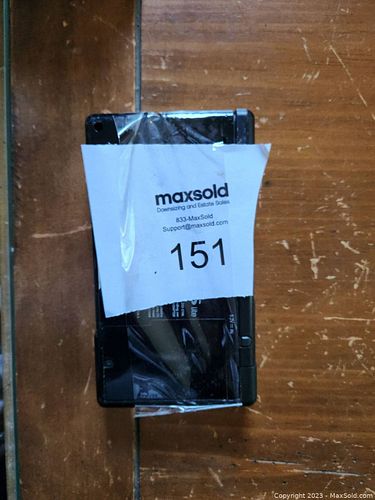 maxsold
Downsizing and Estate Sales
833-MaxSold
Support@maxsold.com
151
Copyright 2023 - MaxSold.com